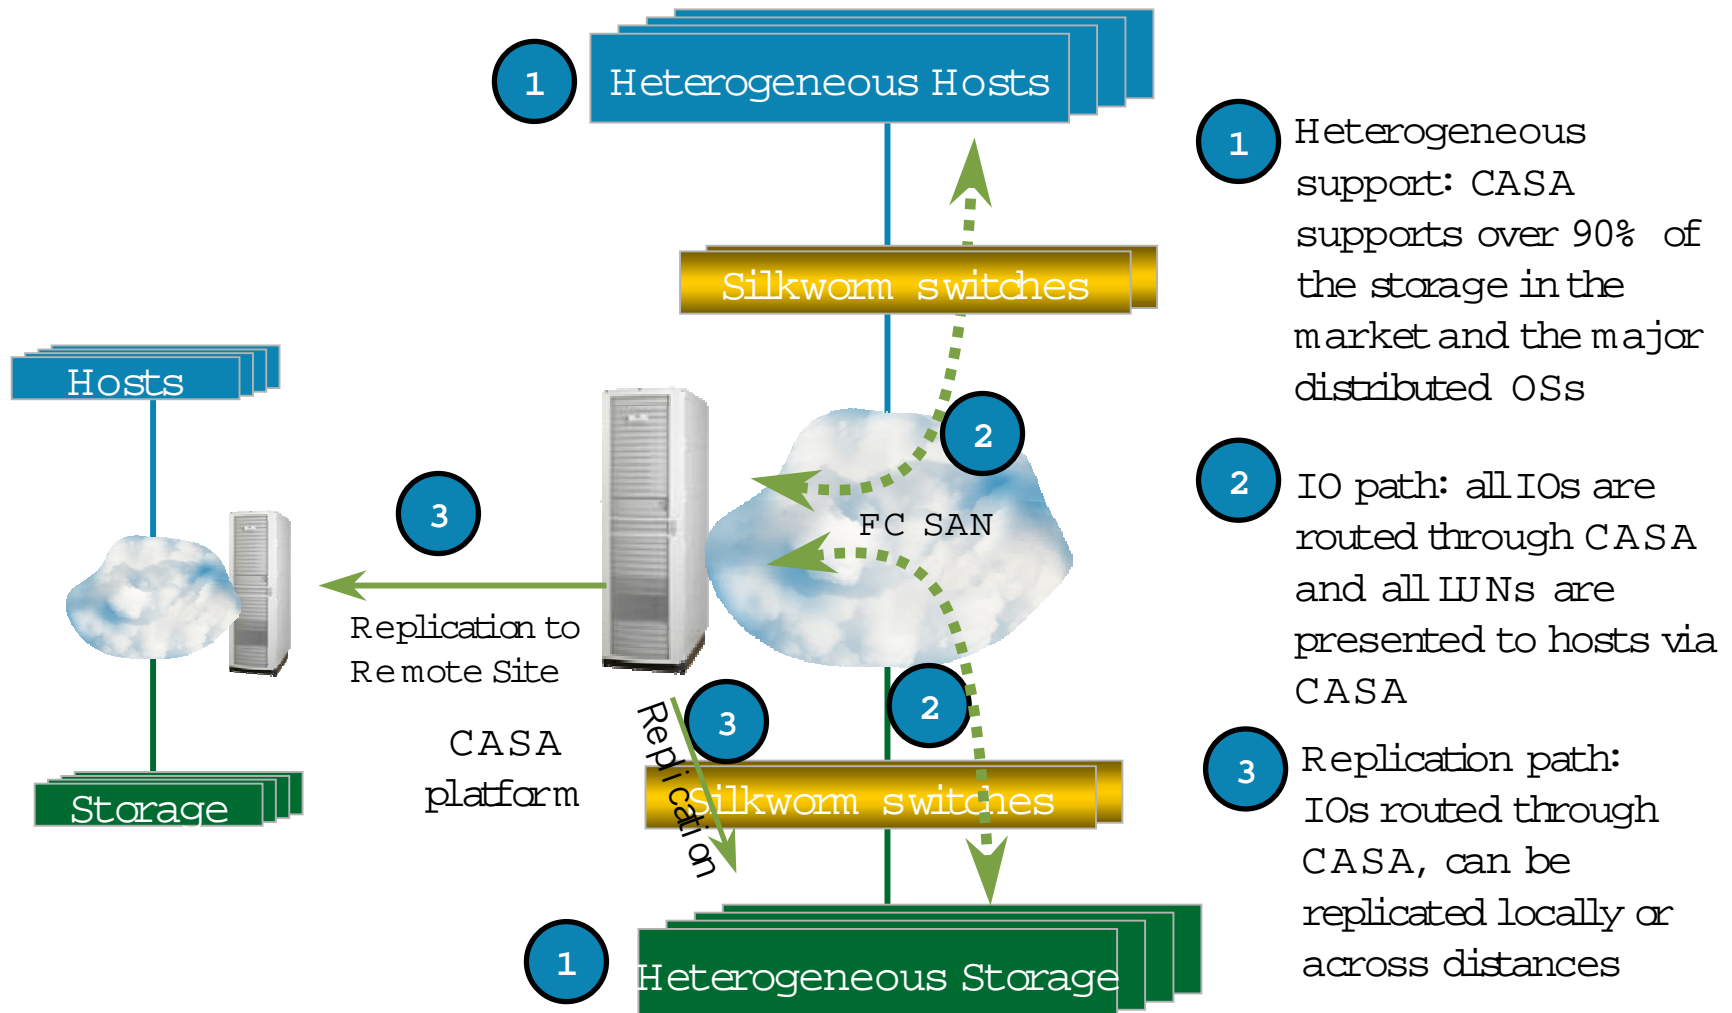 1
Heterogeneous Hosts
Silkworm switches
Hosts
2
FC SAN
3
Replication to
Remote Site
CASA
platform
Storage
Replication
3
2
Silkworm switches
1
Heterogeneous Storage
1
Heterogeneous
support: CASA
supports over 90% of
the storage in the
market and the major
distributed OSs
2
IO path: all IOs are
routed through CASA
and all LUNs are
presented to hosts via
CASA
3
Replication path:
IOs routed through
CASA, can be
replicated locally or
across distances